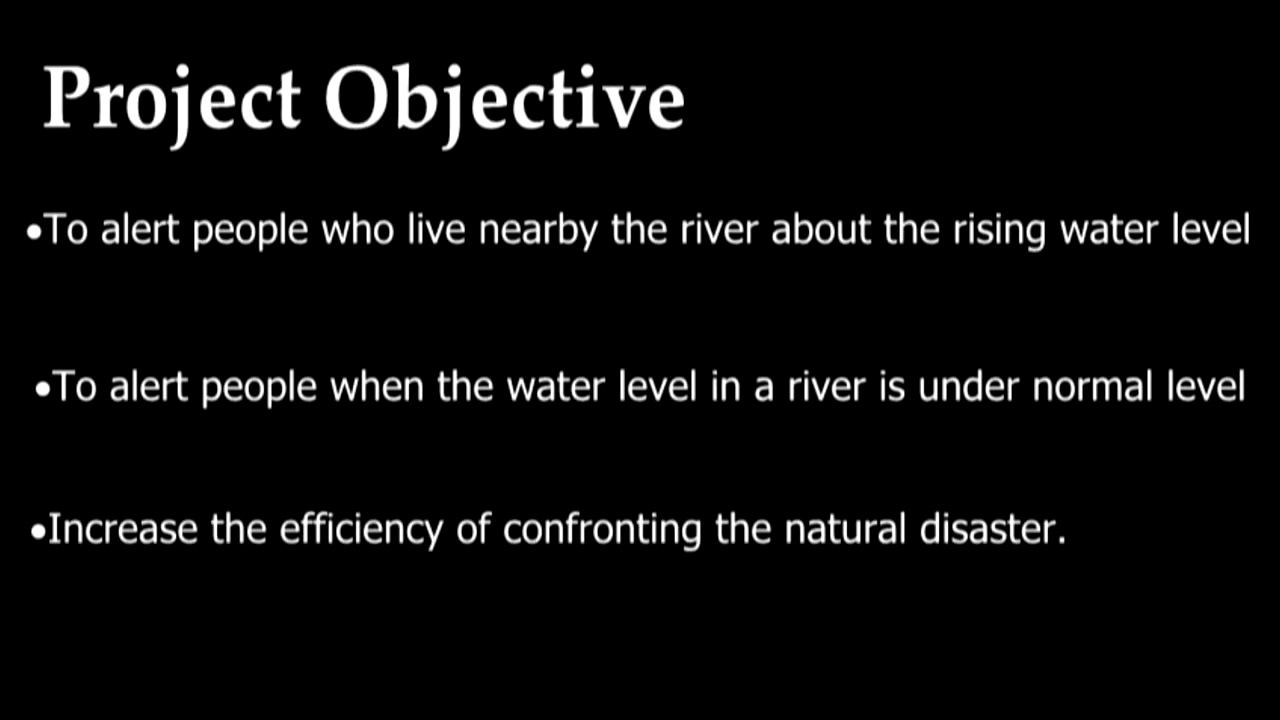 Project Objective
•To alert people who live nearby the river about the rising water level
•To alert people when the water level in a river is under normal level
•Increase the efficiency of confronting the natural disaster.